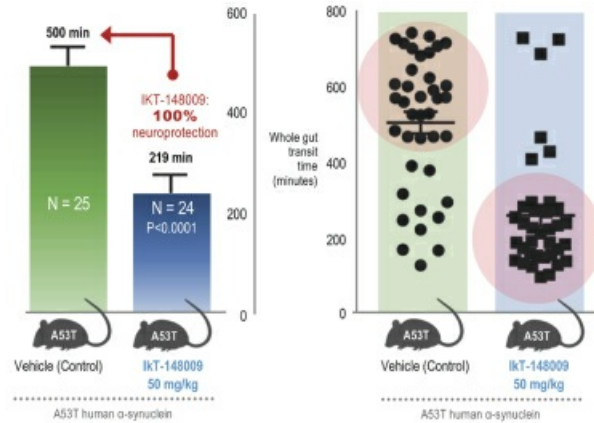 500 min
IKT-148009:
100%
neuroprotection
219 min
N = 25
N = 24
P<0.0001
600
400
200
0
A53T
A53T
Vehicle (Control)
IkT-148009
50 mg/kg
A53T human α-synuclein
Whole gut
transit
time
(minutes)
800
600
400
200
0
A53T
A53T
Vehicle (Control)
IkT-148009
50 mg/kg
A53T human α-synuclein